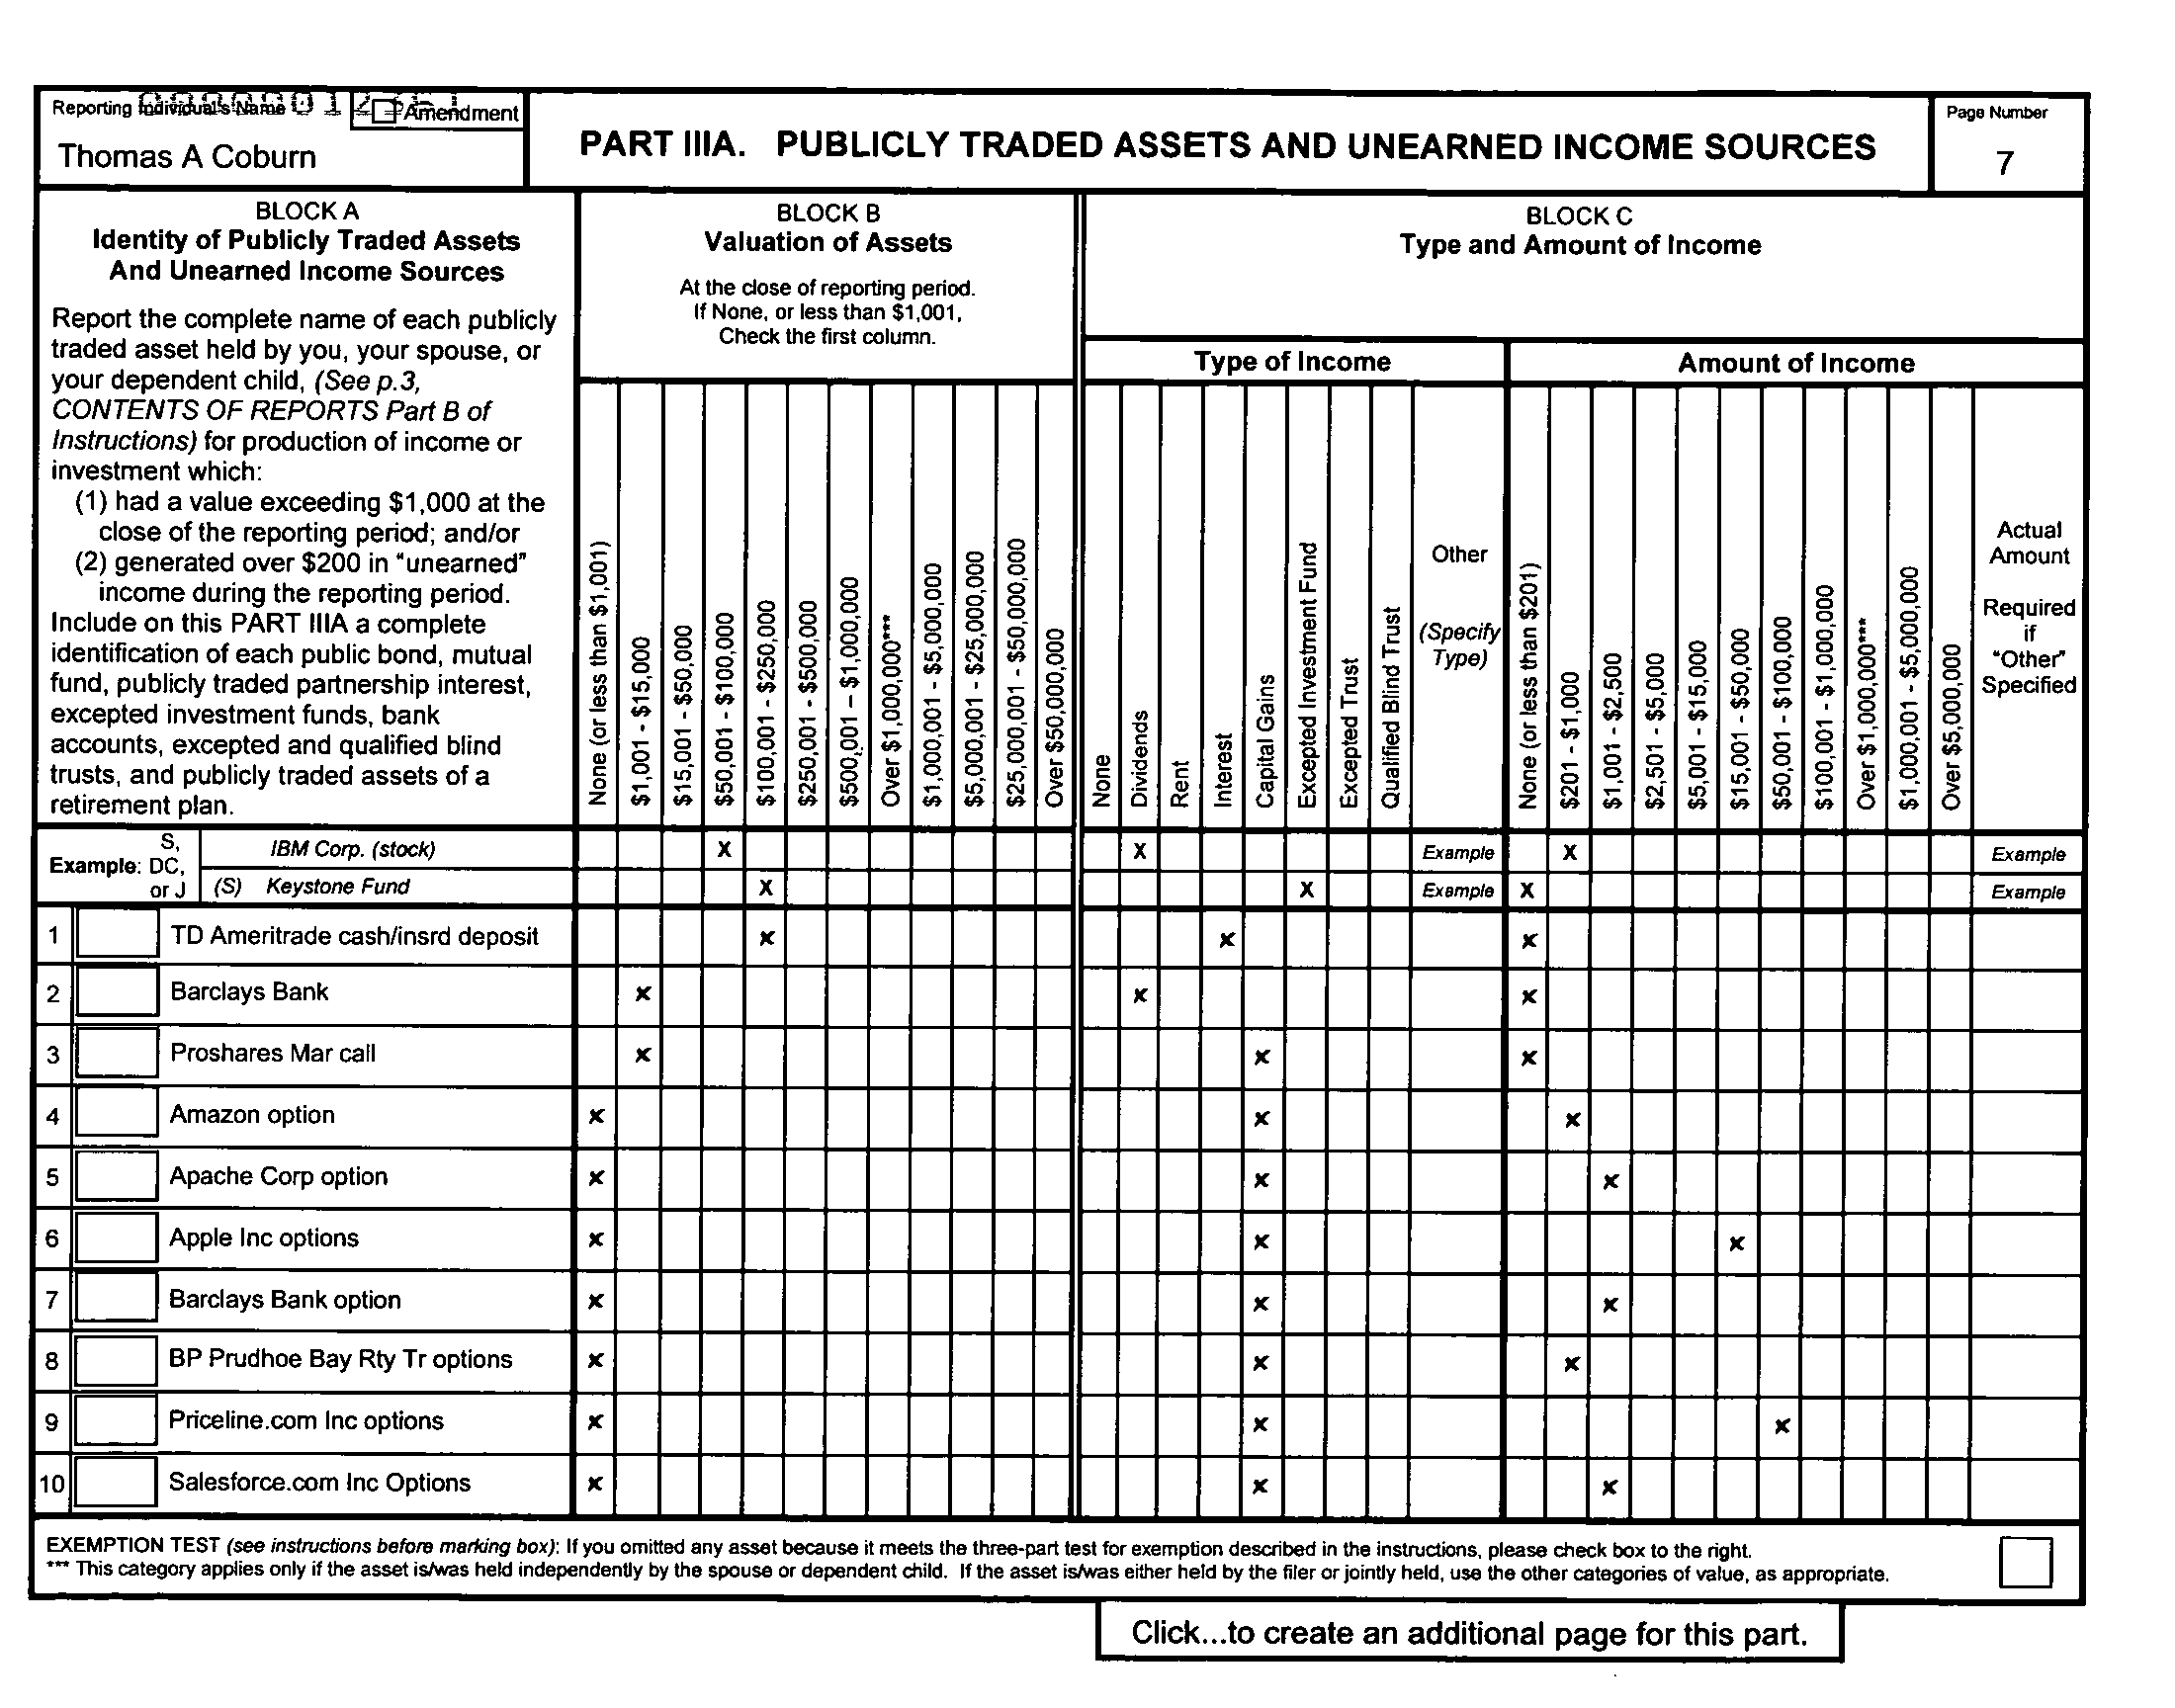 Reporting Individual's Name
Amendment
Thomas A Coburn
PART IIIA. PUBLICLY TRADED ASSETS AND UNEARNED INCOME SOURCES
Page Number
7
BLOCK A
Identity of Publicly Traded Assets
And Unearned Income Sources
Report the complete name of each publicly
traded asset held by you, your spouse, or
your dependent child, (See p.3,
CONTENTS OF REPORTS Part B of
Instructions) for production of income or
investment which:
(1) had a value exceeding $1,000 at the
close of the reporting period; and/or
(2) generated over $200 in "unearned"
income during the reporting period.
Include on this PART IIIA a complete
identification of each public bond, mutual
fund, publicly traded partnership interest,
excepted investment funds, bank
accounts, excepted and qualified blind
trusts, and publicly traded assets of a
retirement plan.
BLOCK B
Valuation of Assets
At the close of reporting period.
If None, or less than $1,001,
Check the first column.
None (or less than $1,001)
$1,001 - $15,000
$15,001 - $50,000
$50,001 - $100,000
$100,001 - $250,000
$250,001 - $500,000
$500,001 – $1,000,000
Over $1,000,000***
$1,000,001 - $5,000,000
$5,000,001 - $25,000,000
$25,000,001 - $50,000,000
Over $50,000,000
BLOCK C
Type and Amount of Income
Type of Income
None
Dividends
Rent
Interest
Capital Gains
Excepted Investment Fund
Excepted Trust
Qualified Blind Trust
Other
(Specify
Type)
Amount of Income
None (or less than $201)
$201 - $1,000
$1,001 - $2,500
$2,501 - $5,000
$5,001 - $15,000
$15,001 - $50,000
$50,001 - $100,000
$100,001 - $1,000,000
Over $1,000,000***
$1,000,001 - $5,000,000
Over $5,000,000
Actual
Amount
Required
if
"Other"
Specified
Example: S,
DC,
or J
IBM Corp. (stock) X X Example X Example
(S) Keystone Fund X X Example X Example
1 TD Ameritrade cash/insrd deposit x x x
2 Barclays Bank x x x
3 Proshares Mar call x x x
4 Amazon option x x x
5 Apache Corp option x x x
6 Apple Inc options x x x
7 Barclays Bank option x x x
8 BP Prudhoe Bay Rty Tr options x x x
9 Priceline.com Inc options x x x
10 Salesforce.com Inc Options x x x
EXEMPTION TEST (see instructions before marking box): If you omitted any asset because it meets the three-part test for exemption described in the instructions, please check box to the right.
*** This category applies only if the asset is/was held independently by the spouse or dependent child. If the asset is/was either held by the filer or jointly held, use the other categories of value, as appropriate.
Click...to create an additional page for this part.